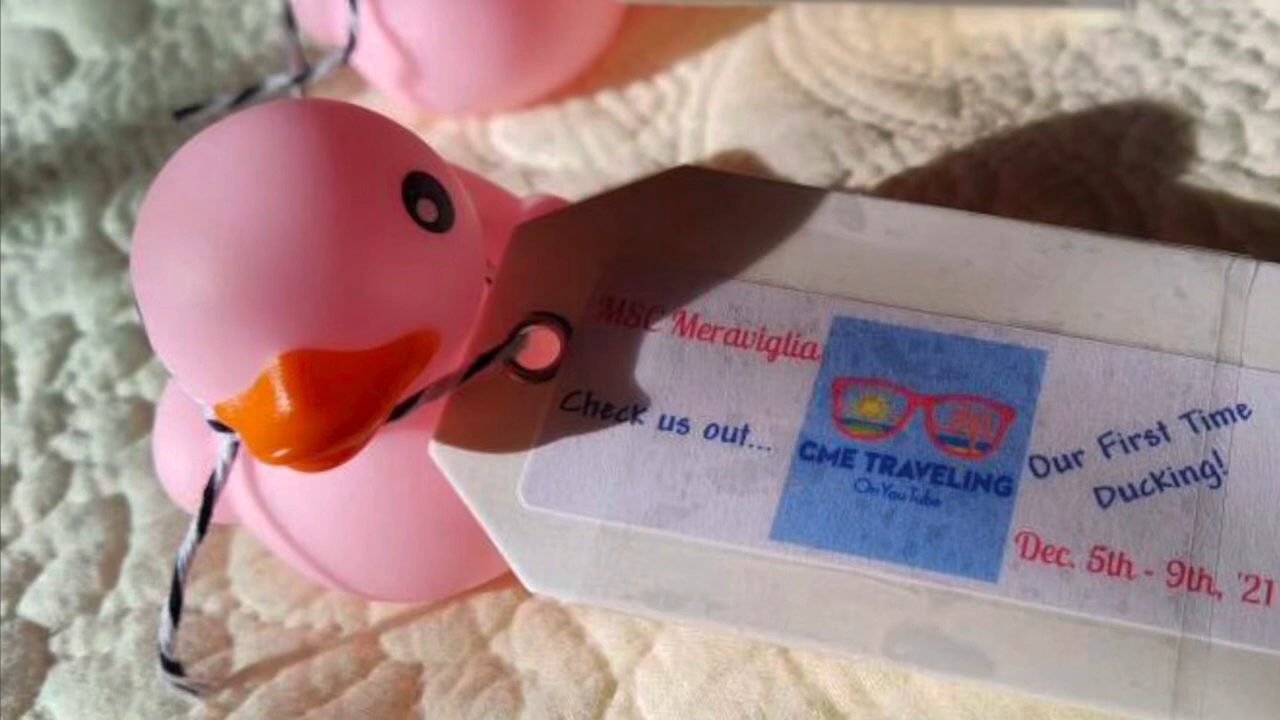 MSC Meraviglia
Check us out...
CME TRAVELING
On YouTube
Our First Time
Ducking!
Dec. 5th - 9th, '21